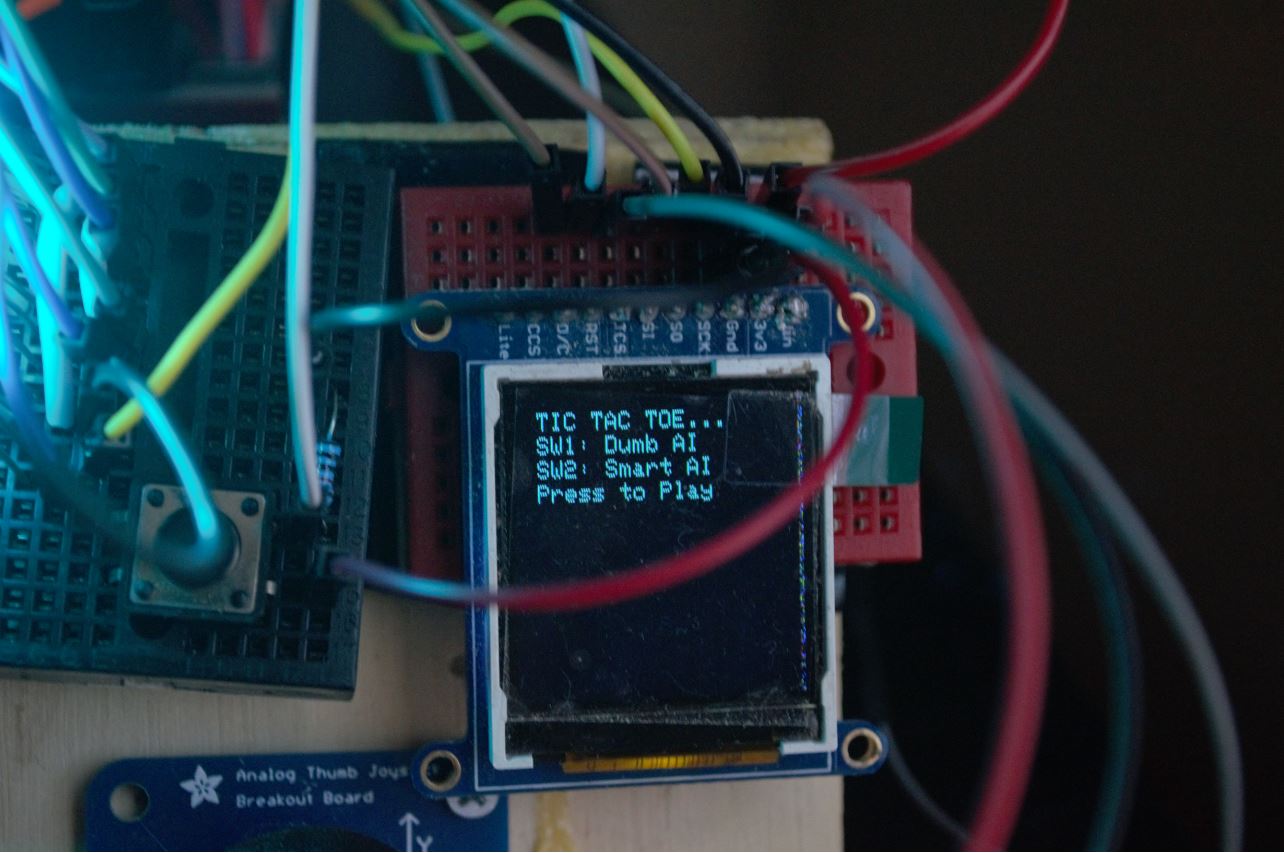 Lite
CCS
D/C
RST
TCS
SI
SO
SCK
Gnd
3v3
Vin
TIC TAC TOE...
SW1: Dumb AI
SW2: Smart AI
Press to Play
Analog Thumb Joys
Breakout Board
Y